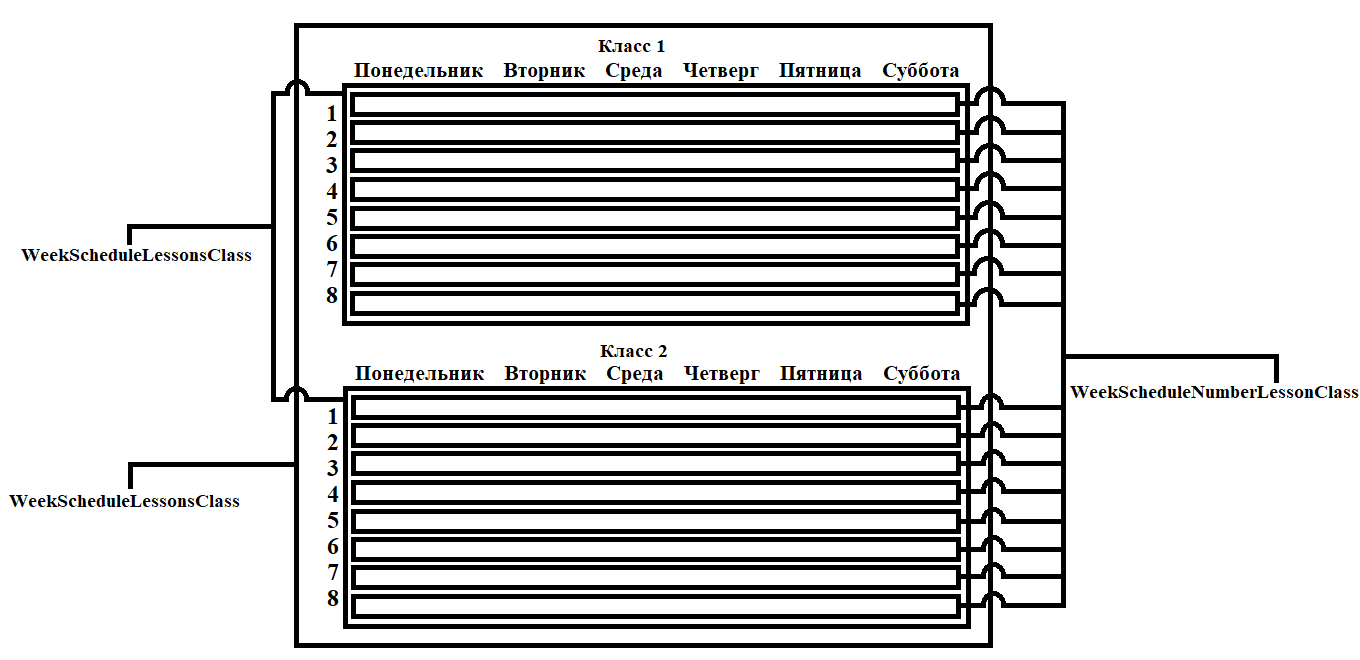 Класс 1
Понедельник Вторник Среда Четверг Пятница Суббота
1
2
3
4
5
6
7
8
WeekScheduleLessonsClass
Класс 2
Понедельник Вторник Среда Четверг Пятница Суббота
1
2
3
4
5
6
7
8
WeekScheduleNumberLessonClass
WeekScheduleLessonsClass